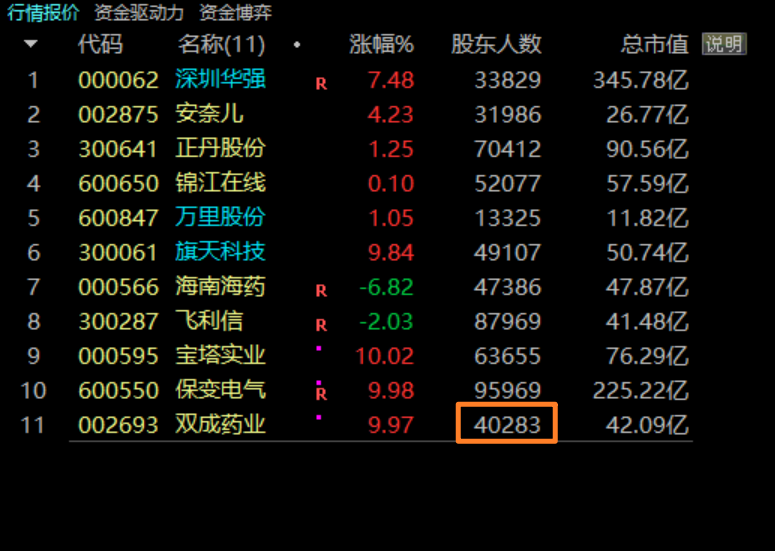 行情报价 资金驱动力 资金博弈
代码 名称(11) 涨幅% 股东人数 总市值 说明
1 000062 深圳华强 R 7.48 33829 345.78亿
2 002875 安奈儿 4.23 31986 26.77亿
3 300641 正丹股份 1.25 70412 90.56亿
4 600650 锦江在线 0.10 52077 57.59亿
5 600847 万里股份 1.05 13325 11.82亿
6 300061 旗天科技 9.84 49107 50.74亿
7 000566 海南海药 R -6.82 47386 47.87亿
8 300287 飞利信 R -2.03 87969 41.48亿
9 000595 宝塔实业 10.02 63655 76.29亿
10 600550 保变电气 R 9.98 95969 225.22亿
11 002693 双成药业 9.97 40283 42.09亿